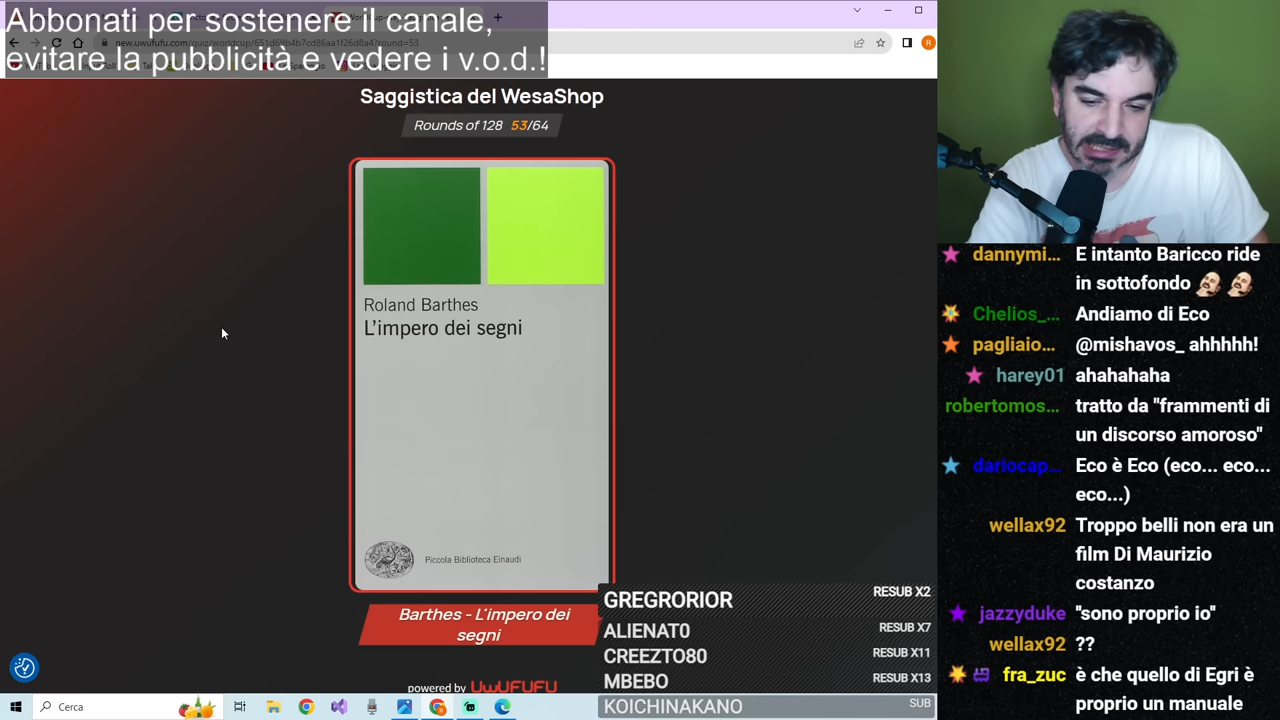 Abbonati per sostenere il canale,
evitare la pubblicità e vedere i v.o.d.!
Saggistica del WesaShop
Rounds of 128 53/64
Roland Barthes
L'impero dei segni
Piccola Biblioteca Einaudi
Barthes - L'impero dei
segni
powered by UwUFUFU
GREGRORIOR RESUB X2
ALIENAT0 RESUB X7
CREEZTO80 RESUB X11
MBEBO RESUB X13
KOICHINAKANO SUB
dannymi… E intanto Baricco ride
in sottofondo
Chelios_… Andiamo di Eco
pagliaio… @mishavos_ ahhhhh!
harey01 ahahahaha
robertomos… tratto da "frammenti di
un discorso amoroso"
dariocap… Eco è Eco (eco... eco...
eco...)
wellax92 Troppo belli non era un
film Di Maurizio
costanzo
jazzyduke "sono proprio io"
wellax92 ??
fra_zuc è che quello di Egri è
proprio un manuale
Cerca